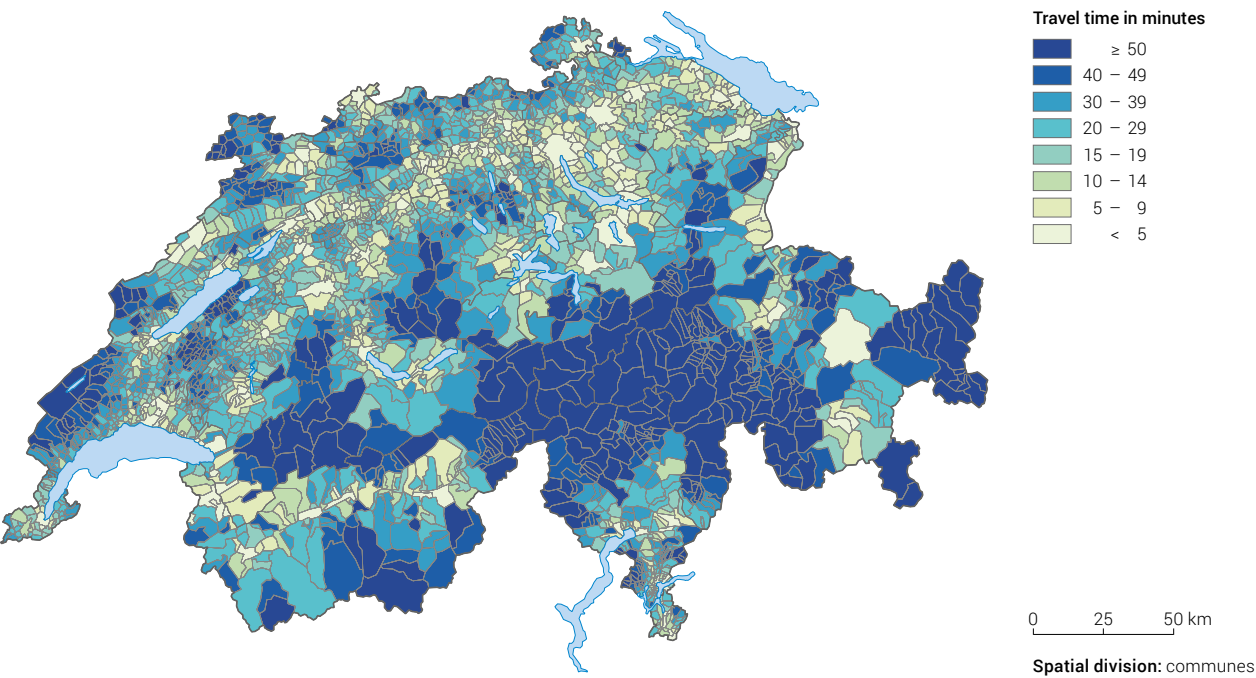 Travel time in minutes
≥ 50
40 – 49
30 – 39
20 – 29
15 – 19
10 – 14
5 – 9
< 5
0 25 50 km
Spatial division: communes